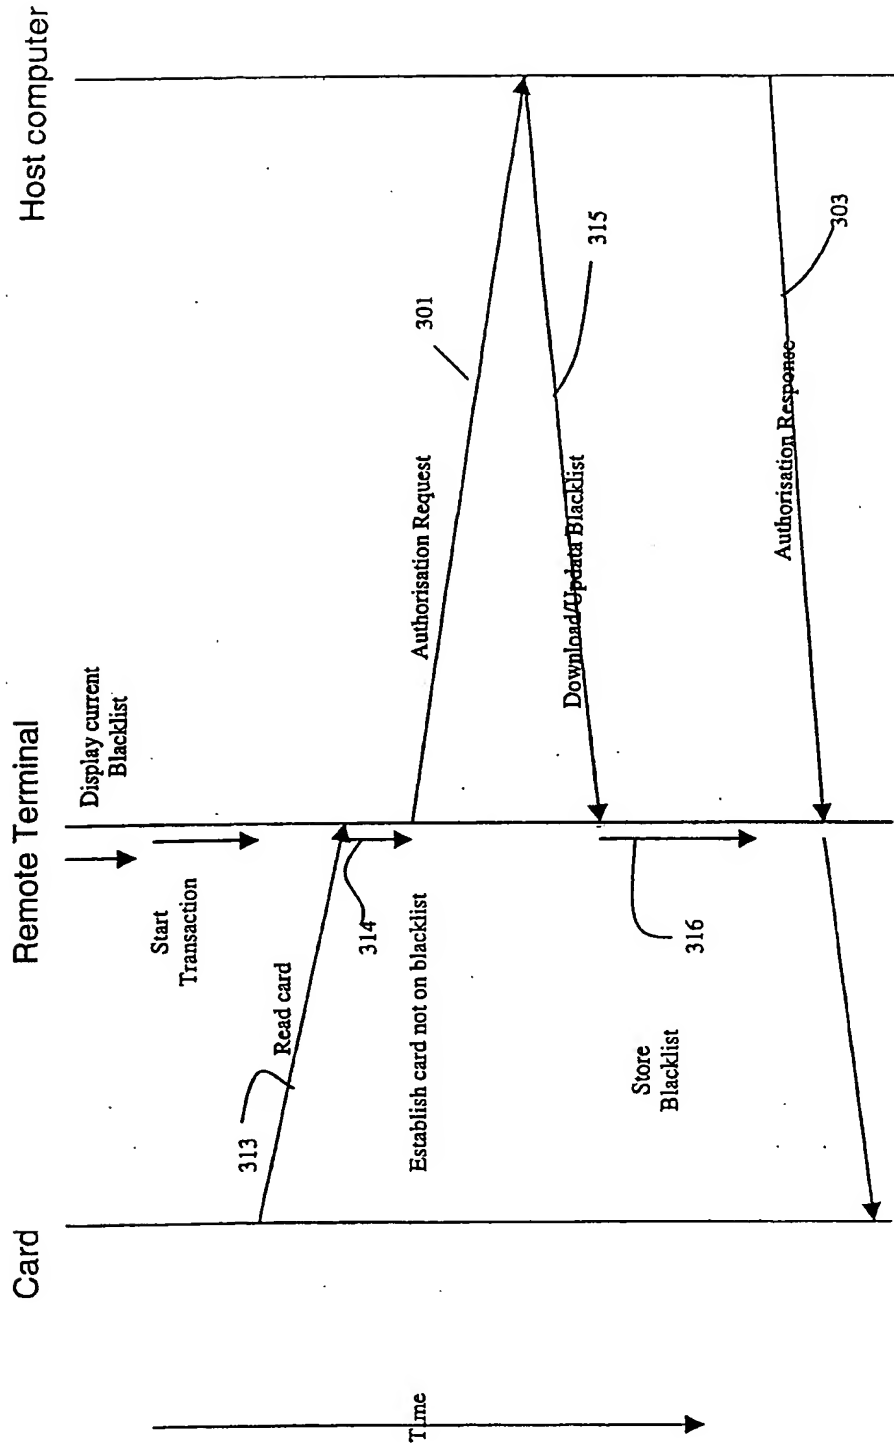 Card
Remote Terminal
Host computer
Display current
Blacklist
Start
Transaction
313
Read card
314
Establish card not on blacklist
Authorisation Request
301
Download/Updata Blacklist
315
Store
Blacklist
316
Authorisation Response
303
Time